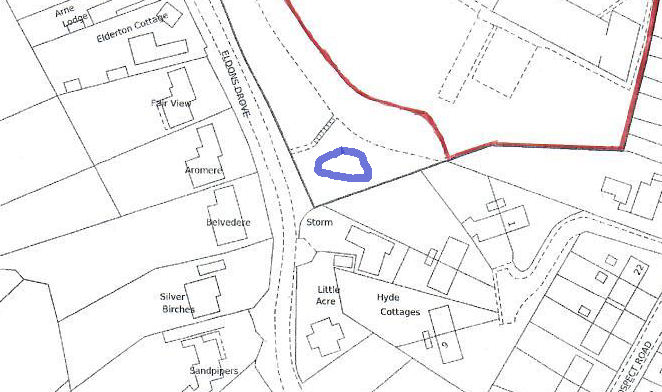 Arne
Lodge
Elderton Cottage
ELDONS DROVE
Fair View
Aromere
Belvedere
Storm
Silver
Birches
Little
Acre
Hyde
Cottages
1
9
22
Sandpipers